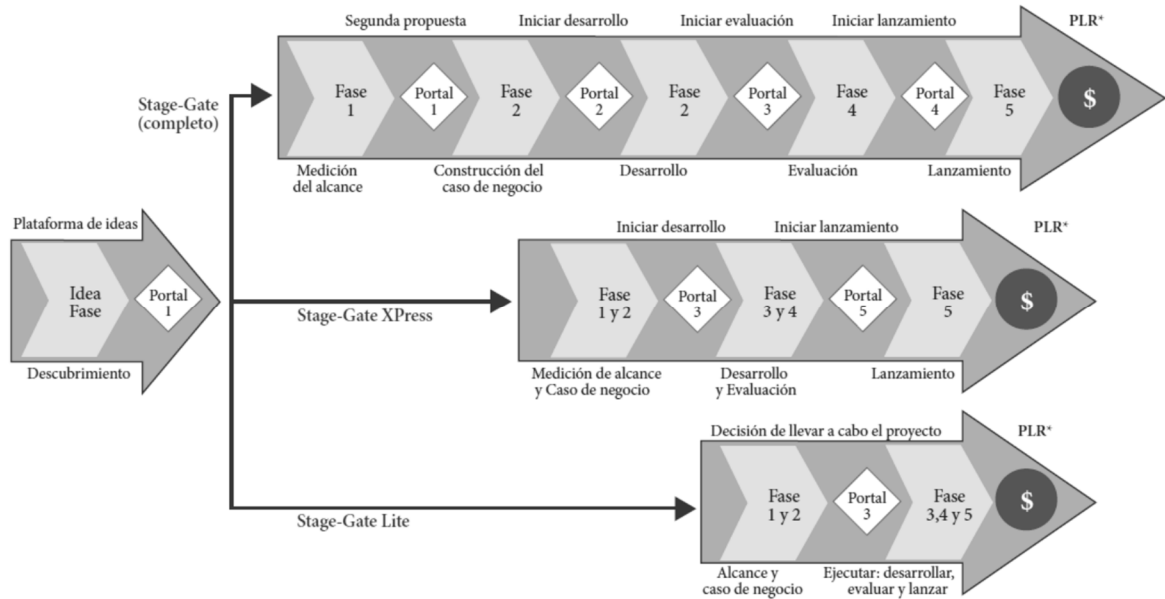 Segunda propuesta
Iniciar desarrollo
Iniciar evaluación
Iniciar lanzamiento
PLR*
Stage-Gate
(completo)
Fase
1
Portal
1
Fase
2
Portal
2
Fase
2
Portal
3
Fase
4
Portal
4
Fase
5
$
Medición
del alcance
Construcción del
caso de negocio
Desarrollo
Evaluación
Lanzamiento
Plataforma de ideas
Idea
Fase
Portal
1
Descubrimiento
Stage-Gate XPress
Iniciar desarrollo
Iniciar lanzamiento
PLR*
Fase
1 y 2
Portal
3
Fase
3 y 4
Portal
5
Fase
5
$
Medición de alcance
y Caso de negocio
Desarrollo
y Evaluación
Lanzamiento
Stage-Gate Lite
Decisión de llevar a cabo el proyecto
PLR*
Fase
1 y 2
Portal
3
Fase
3,4 y 5
$
Alcance y
caso de negocio
Ejecutar: desarrollar,
evaluar y lanzar